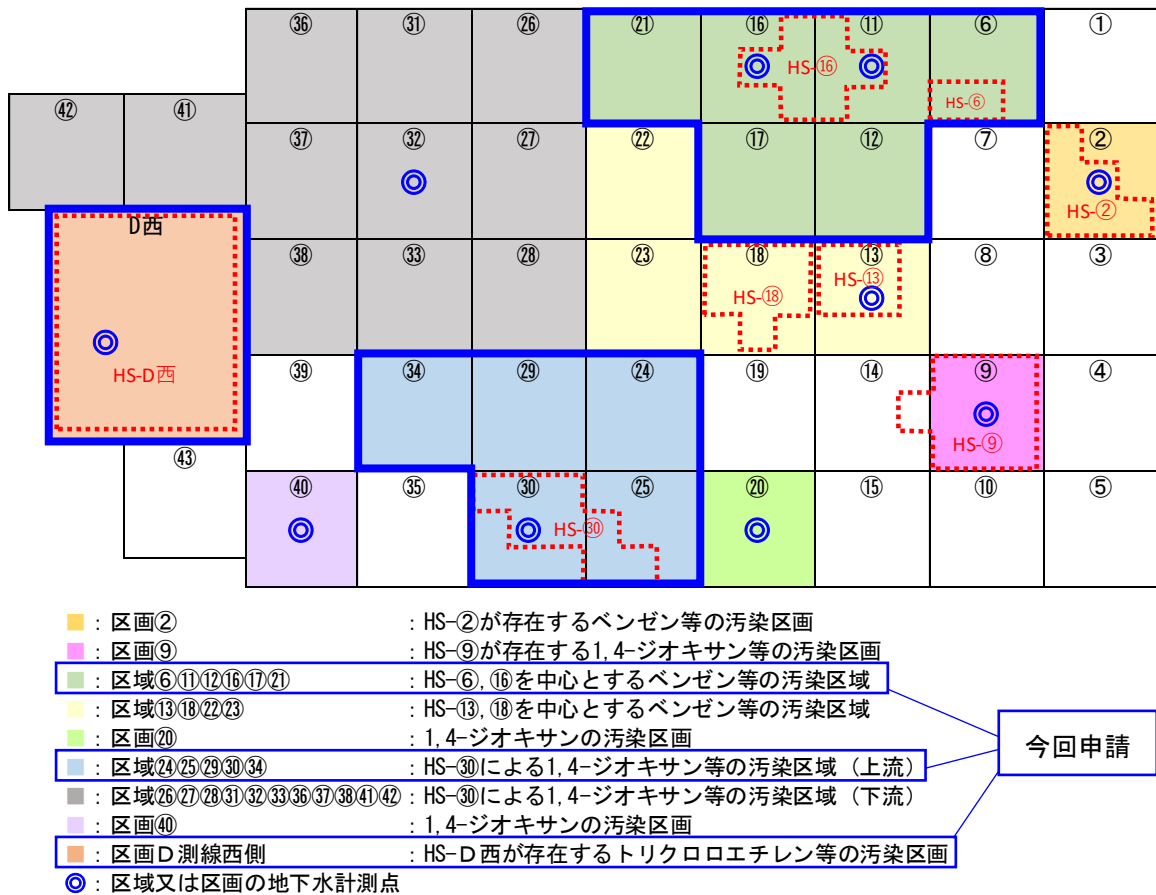 ㊱ ㉛ ㉖ ㉑ ⑯ ⑪ ⑥ ①
HS-⑯
HS-⑥
㊷ ㊶
㊲ ㉜ ㉗ ㉒ ⑰ ⑫ ⑦ ②
HS-②
D西
㊳ ㉝ ㉘ ㉓ ⑱ ⑬ ⑧ ③
HS-⑱ HS-⑬
HS-D西
㊴ ㉞ ㉙ ㉔ ⑲ ⑭ ⑨ ④
HS-⑨
㊸
㊵ ㉟ ㉚ ㉕ ⑳ ⑮ ⑩ ⑤
HS-㉚
：区画② ：HS-②が存在するベンゼン等の汚染区画
：区画⑨ ：HS-⑨が存在する1,4-ジオキサン等の汚染区画
：区域⑥⑪⑫⑯⑰㉑ ：HS-⑥,⑯を中心とするベンゼン等の汚染区域
：区域⑬⑱㉒㉓ ：HS-⑬,⑱を中心とするベンゼン等の汚染区域
：区画⑳ ：1,4-ジオキサンの汚染区画
：区域㉔㉕㉙㉚㉞ ：HS-㉚による1,4-ジオキサン等の汚染区域（上流）
：区域㉖㉗㉘㉛㉜㉝㊱㊲㊳㊶㊷：HS-㉚による1,4-ジオキサン等の汚染区域（下流）
：区画㊵ ：1,4-ジオキサンの汚染区画
：区画Ｄ測線西側 ：HS-Ｄ西が存在するトリクロロエチレン等の汚染区画
：区域又は区画の地下水計測点
今回申請